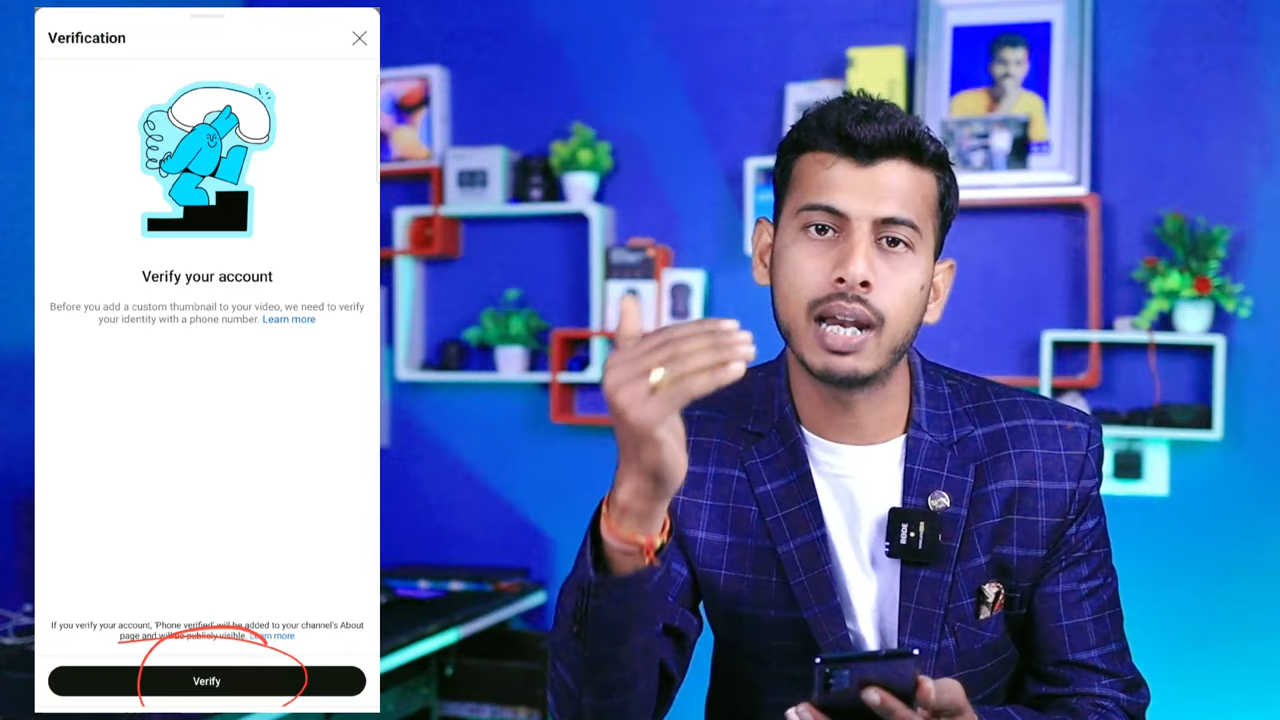 Verification
Verify your account
Before you add a custom thumbnail to your video, we need to verify
your identity with a phone number. Learn more
If you verify your account, 'Phone verified' will be added to your channel's About
page and will be publicly visible. Learn more
Verify
RØDE